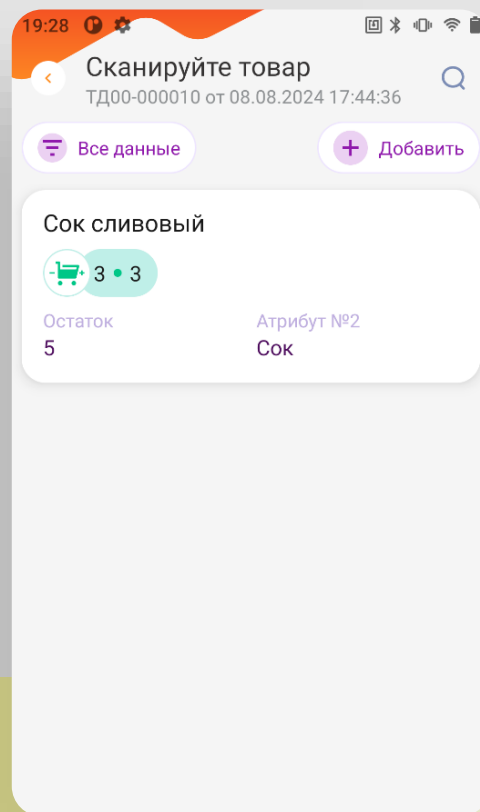 19:28
Сканируйте товар
ТД00-000010 от 08.08.2024 17:44:36
Все данные
Добавить
Сок сливовый
3 • 3
Остаток
Атрибут №2
5
Сок